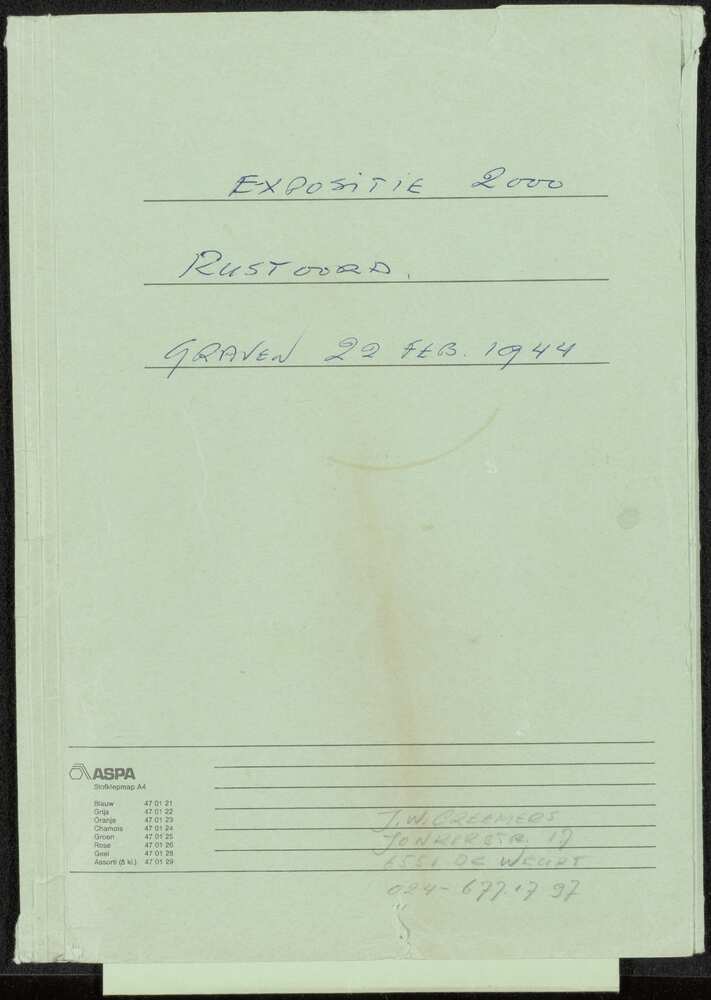 EXPOSITIE 2000
RUSTOORD.
GRAVEN 22 FEB. 1944
ASPA
Stofklepmap A4
Blauw 47 01 21
Grijs 47 01 22
Oranje 47 01 23
Chamois 47 01 24
Groen 47 01 25
Rose 47 01 26
Geel 47 01 28
Assorti (8 kl.) 47 01 29
J.W. CREEMERS
JONKERSTR. 17
6551 DE WEURT
024-677.17 97